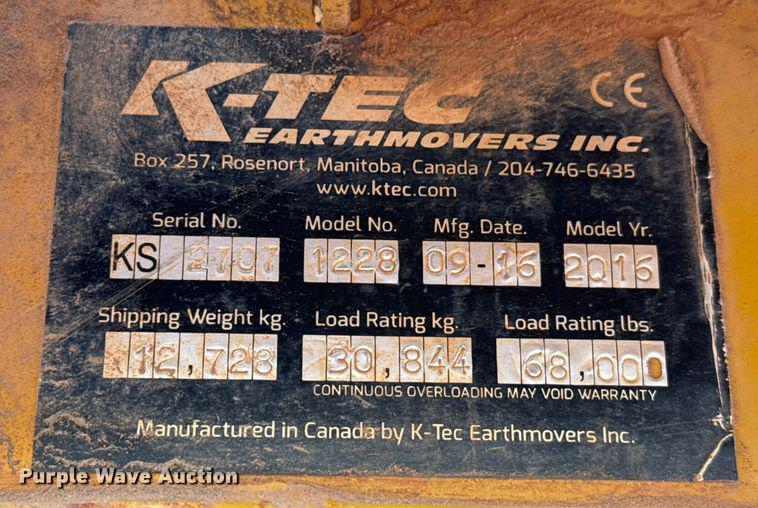 K-TEC
CE
EARTHMOVERS INC.
Box 257, Rosenort, Manitoba, Canada / 204-746-6435
www.ktec.com
Serial No. Model No. Mfg. Date. Model Yr.
KS 2707 1228 09-16 2016
Shipping Weight kg. Load Rating kg. Load Rating lbs.
12,728 30,844 68,000
CONTINUOUS OVERLOADING MAY VOID WARRANTY
Manufactured in Canada by K-Tec Earthmovers Inc.
Purple Wave Auction